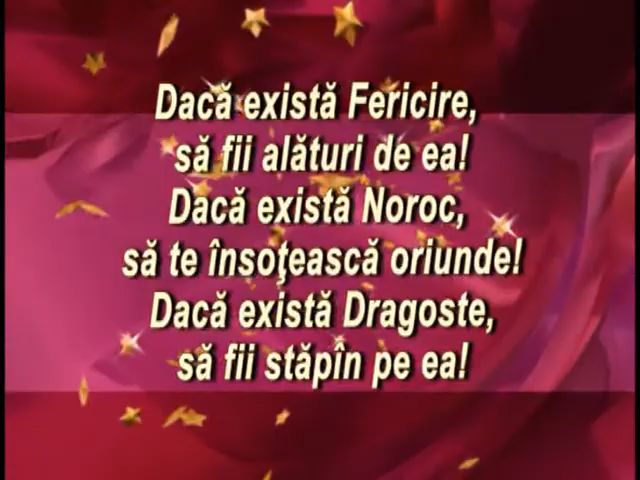 Dacă există Fericire,
să fii alături de ea!
Dacă există Noroc,
să te însoţească oriunde!
Dacă există Dragoste,
să fii stăpîn pe ea!